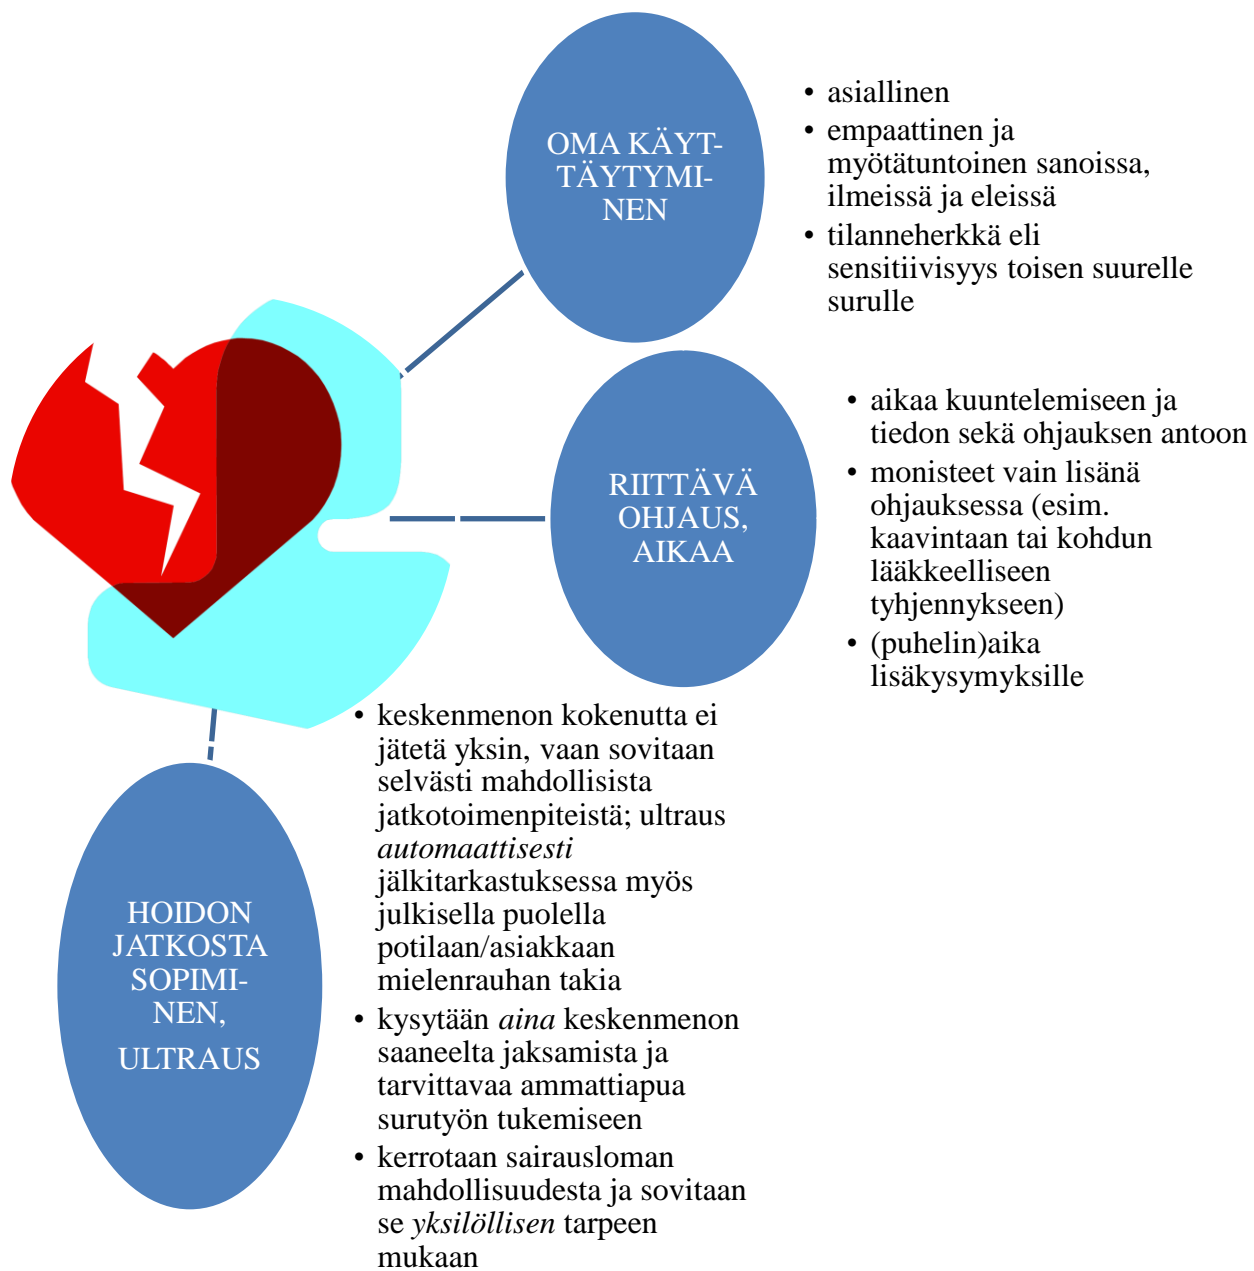 OMA KÄYT-
TÄYTYMI-
NEN
• asiallinen
• empaattinen ja
myötätuntoinen sanoissa,
ilmeissä ja eleissä
• tilanneherkkä eli
sensitiivisyys toisen suurelle
surulle
RIITTÄVÄ
OHJAUS,
AIKAA
• aikaa kuuntelemiseen ja
tiedon sekä ohjauksen antoon
• monisteet vain lisänä
ohjauksessa (esim.
kaavintaan tai kohdun
lääkkeelliseen
tyhjennykseen)
• (puhelin)aika
lisäkysymyksille
HOIDON
JATKOSTA
SOPIMI-
NEN,
ULTRAUS
• keskenmenon kokenutta ei
jätetä yksin, vaan sovitaan
selvästi mahdollisista
jatkotoimenpiteistä; ultraus
automaattisesti
jälkitarkastuksessa myös
julkisella puolella
potilaan/asiakkaan
mielenrauhan takia
• kysytään aina keskenmenon
saaneelta jaksamista ja
tarvittavaa ammattiapua
surutyön tukemiseen
• kerrotaan sairausloman
mahdollisuudesta ja sovitaan
se yksilöllisen tarpeen
mukaan